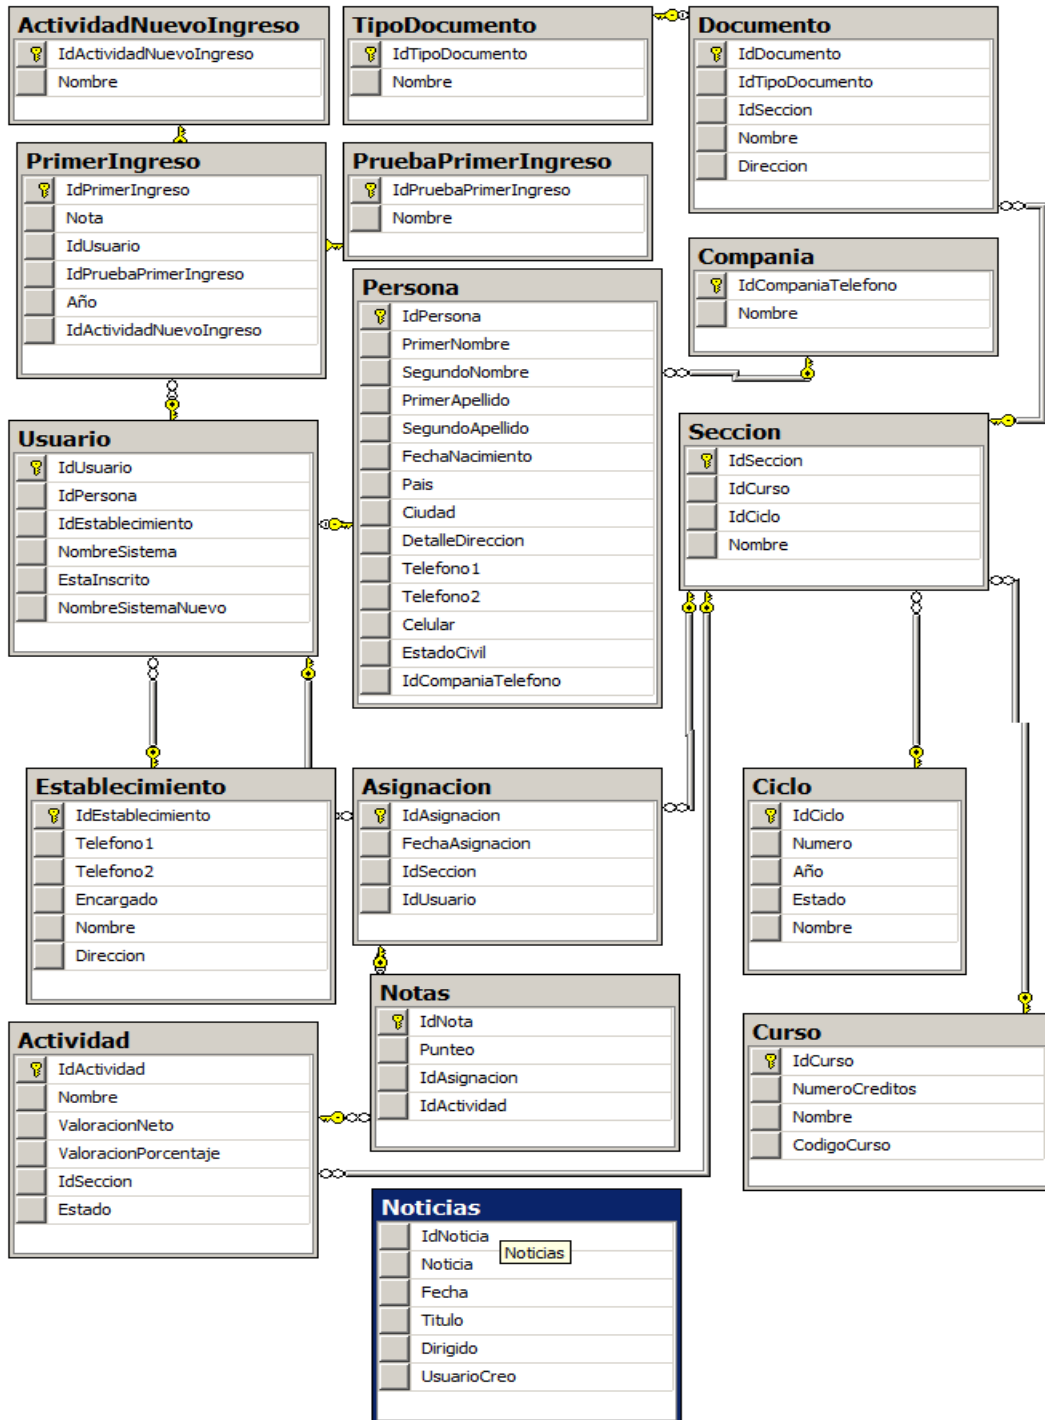 ActividadNuevoIngreso
IdActividadNuevoIngreso
Nombre
TipoDocumento
IdTipoDocumento
Nombre
Documento
IdDocumento
IdTipoDocumento
IdSeccion
Nombre
Direccion
PrimerIngreso
IdPrimerIngreso
Nota
IdUsuario
IdPruebaPrimerIngreso
Año
IdActividadNuevoIngreso
PruebaPrimerIngreso
IdPruebaPrimerIngreso
Nombre
Compania
IdCompaniaTelefono
Nombre
Persona
IdPersona
PrimerNombre
SegundoNombre
PrimerApellido
SegundoApellido
FechaNacimiento
Pais
Ciudad
DetalleDireccion
Telefono1
Telefono2
Celular
EstadoCivil
IdCompaniaTelefono
Usuario
IdUsuario
IdPersona
IdEstablecimiento
NombreSistema
EstaInscrito
NombreSistemaNuevo
Seccion
IdSeccion
IdCurso
IdCiclo
Nombre
Establecimiento
IdEstablecimiento
Telefono1
Telefono2
Encargado
Nombre
Direccion
Asignacion
IdAsignacion
FechaAsignacion
IdSeccion
IdUsuario
Ciclo
IdCiclo
Numero
Año
Estado
Nombre
Notas
IdNota
Punteo
IdAsignacion
IdActividad
Actividad
IdActividad
Nombre
ValoracionNeto
ValoracionPorcentaje
IdSeccion
Estado
Curso
IdCurso
NumeroCreditos
Nombre
CodigoCurso
Noticias
IdNoticia
Noticias
Noticia
Fecha
Titulo
Dirigido
UsuarioCreo